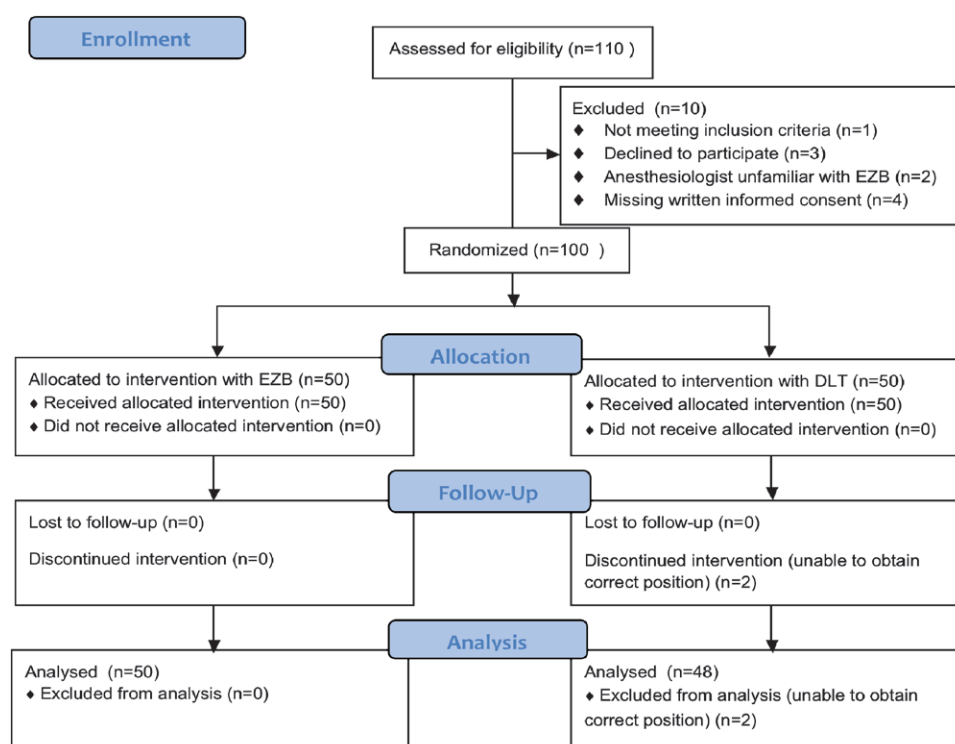 Enrollment
Assessed for eligibility (n=110 )
Excluded (n=10)
♦ Not meeting inclusion criteria (n=1)
♦ Declined to participate (n=3)
♦ Anesthesiologist unfamiliar with EZB (n=2)
♦ Missing written informed consent (n=4)
Randomized (n=100 )
Allocation
Allocated to intervention with EZB (n=50)
♦ Received allocated intervention (n=50)
♦ Did not receive allocated intervention (n=0)
Allocated to intervention with DLT (n=50)
♦ Received allocated intervention (n=50)
♦ Did not receive allocated intervention (n=0)
Follow-Up
Lost to follow-up (n=0)
Discontinued intervention (n=0)
Lost to follow-up (n=0)
Discontinued intervention (unable to obtain
correct position) (n=2)
Analysis
Analysed (n=50)
♦ Excluded from analysis (n=0)
Analysed (n=48)
♦ Excluded from analysis (unable to obtain
correct position) (n=2)